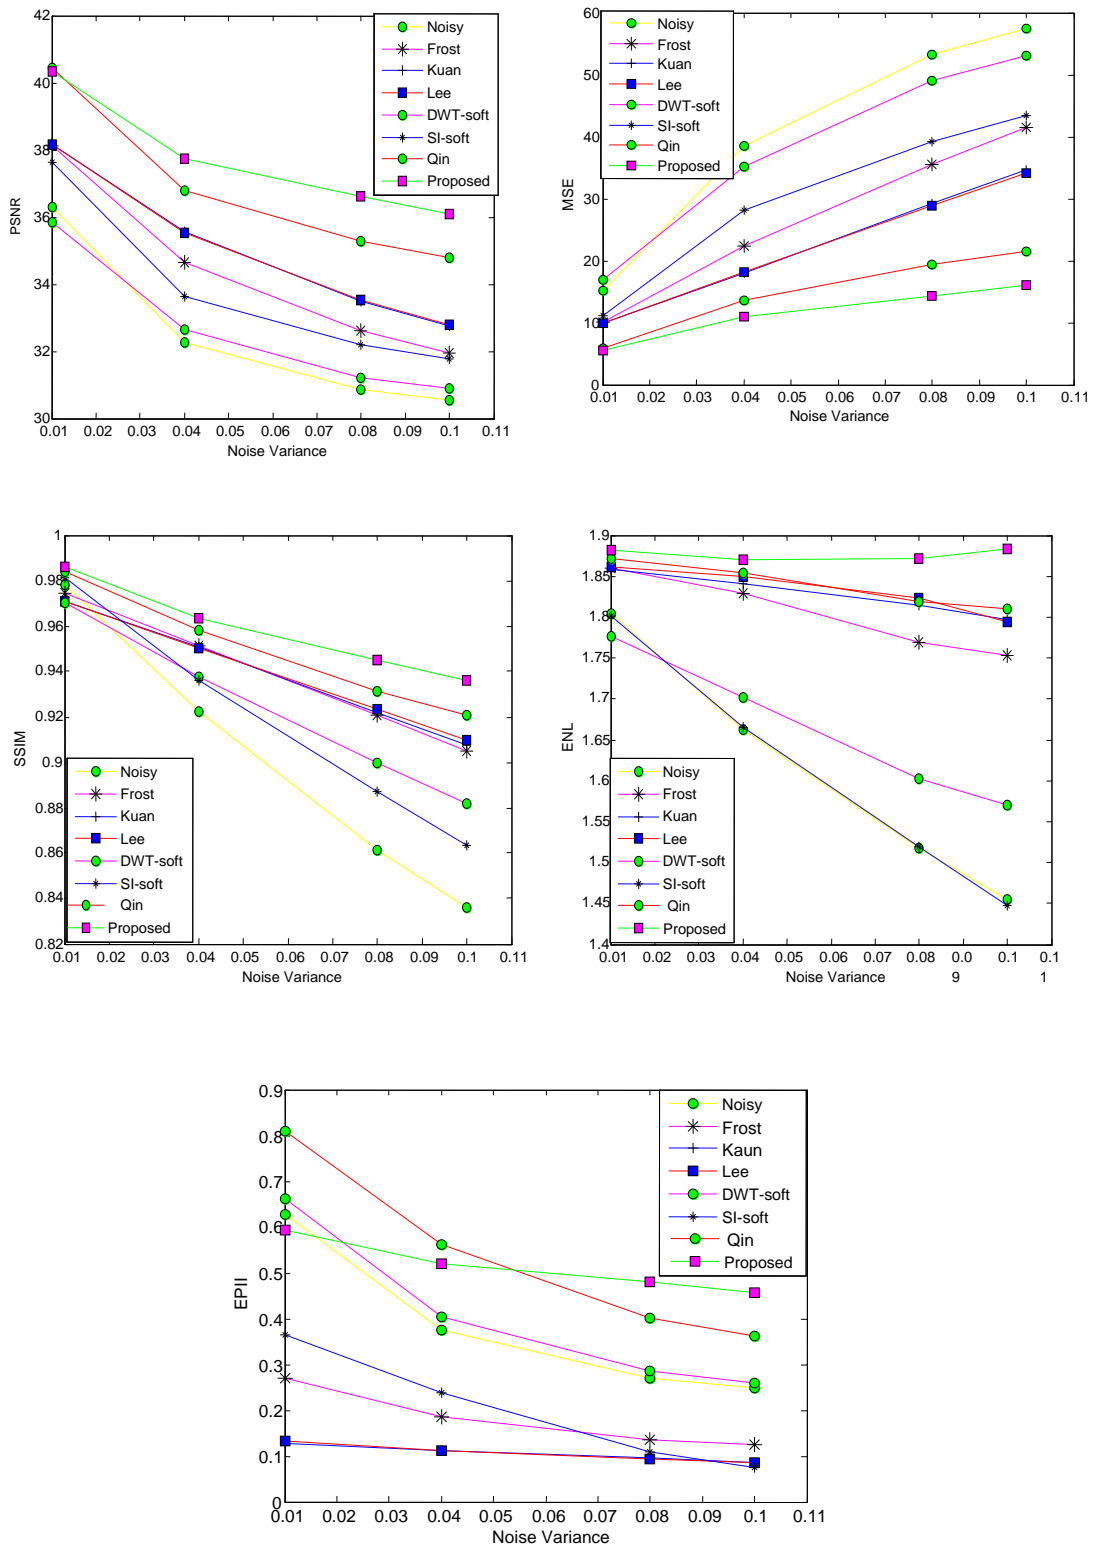 42
40
38
36
34
32
30
PSNR
0.01 0.02 0.03 0.04 0.05 0.06 0.07 0.08 0.09 0.1 0.11
Noise Variance
Noisy
Frost
Kuan
Lee
DWT-soft
SI-soft
Qin
Proposed
60
50
40
30
20
10
0
MSE
0.01 0.02 0.03 0.04 0.05 0.06 0.07 0.08 0.09 0.1 0.11
Noise Variance
Noisy
Frost
Kuan
Lee
DWT-soft
SI-soft
Qin
Proposed
1
0.98
0.96
0.94
0.92
0.9
0.88
0.86
0.84
0.82
SSIM
0.01 0.02 0.03 0.04 0.05 0.06 0.07 0.08 0.09 0.1 0.11
Noise Variance
Noisy
Frost
Kuan
Lee
DWT-soft
SI-soft
Qin
Proposed
1.9
1.85
1.8
1.75
1.7
1.65
1.6
1.55
1.5
1.45
1.4
ENL
0.01 0.02 0.03 0.04 0.05 0.06 0.07 0.08 0.0 0.1 0.1
Noise Variance 9 0 1
Noisy
Frost
Kuan
Lee
DWT-soft
SI-soft
Qin
Proposed
0.9
0.8
0.7
0.6
0.5
0.4
0.3
0.2
0.1
0
EPII
0.01 0.02 0.03 0.04 0.05 0.06 0.07 0.08 0.09 0.1 0.11
Noise Variance
Noisy
Frost
Kaun
Lee
DWT-soft
SI-soft
Qin
Proposed